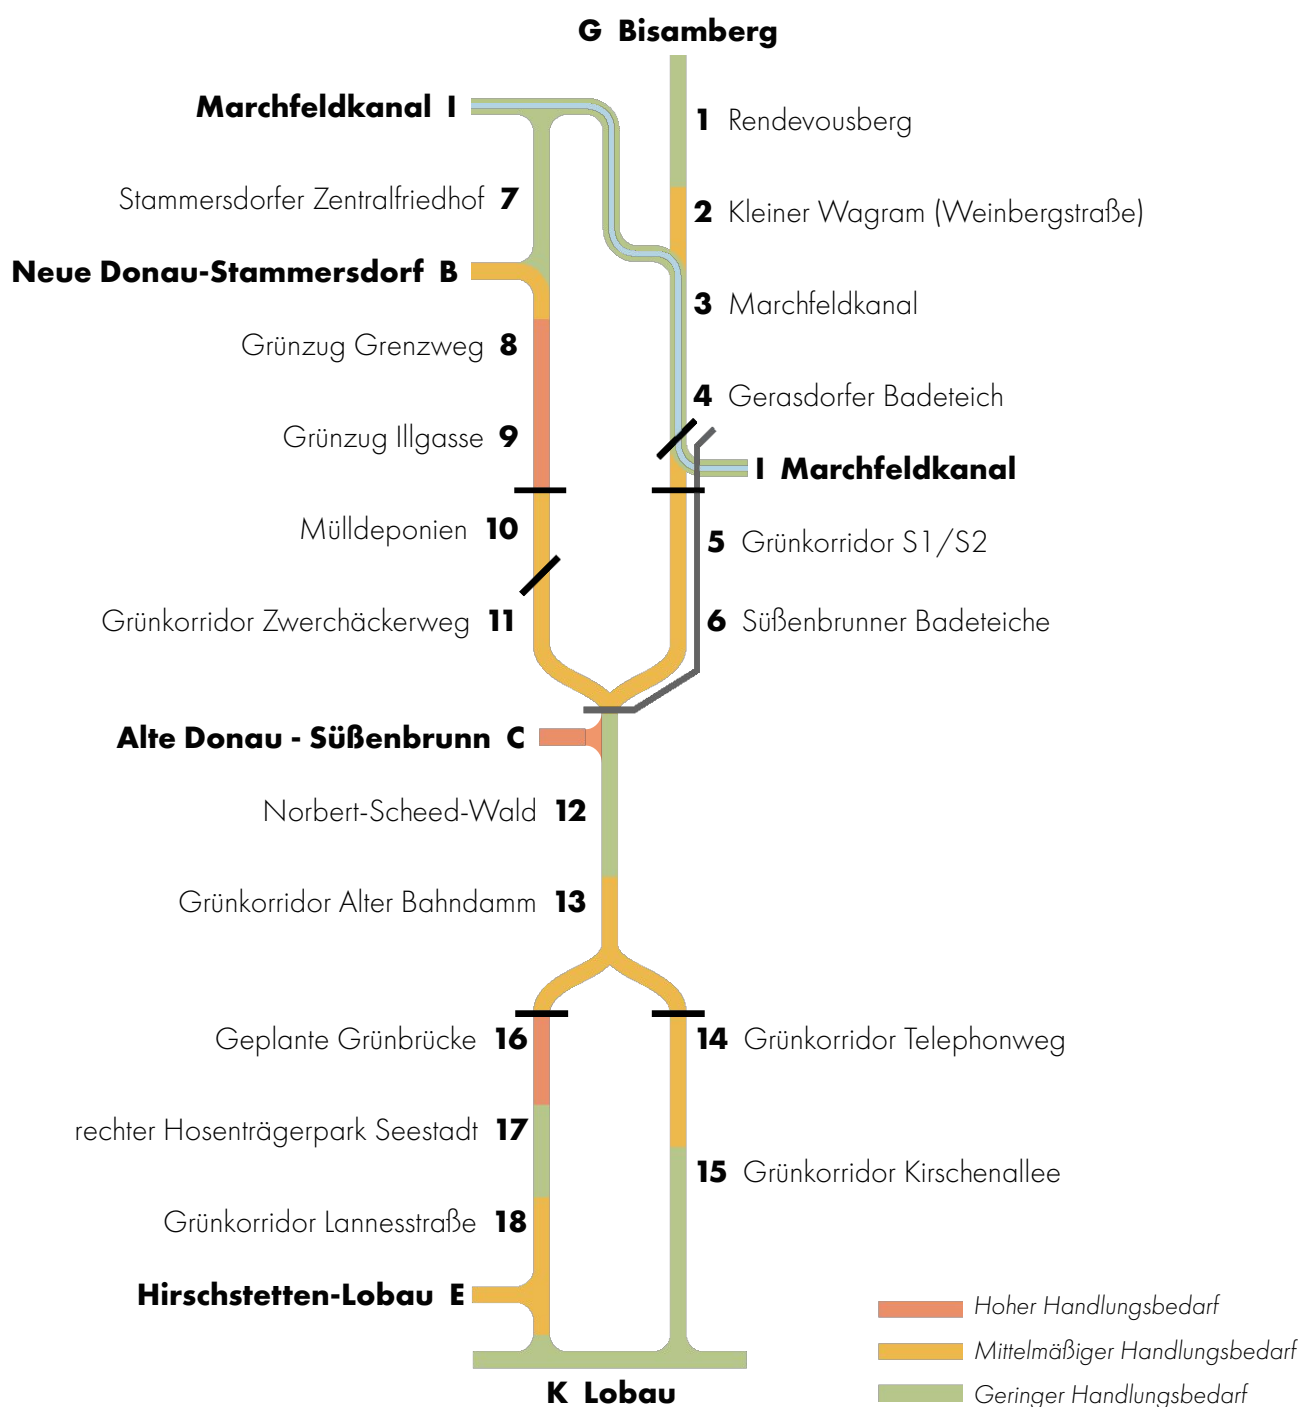 G Bisamberg
Marchfeldkanal I
1 Rendevousberg
Stammersdorfer Zentralfriedhof 7
2 Kleiner Wagram (Weinbergstraße)
Neue Donau-Stammersdorf B
3 Marchfeldkanal
Grünzug Grenzweg 8
4 Gerasdorfer Badeteich
Grünzug Illgasse 9
I Marchfeldkanal
Mülldeponien 10
5 Grünkorridor S1/S2
Grünkorridor Zwerchäckerweg 11
6 Süßenbrunner Badeteiche
Alte Donau - Süßenbrunn C
Norbert-Scheed-Wald 12
Grünkorridor Alter Bahndamm 13
Geplante Grünbrücke 16
14 Grünkorridor Telephonweg
rechter Hosenträgerpark Seestadt 17
15 Grünkorridor Kirschenallee
Grünkorridor Lannesstraße 18
Hirschstetten-Lobau E
Hoher Handlungsbedarf
Mittelmäßiger Handlungsbedarf
Geringer Handlungsbedarf
K Lobau